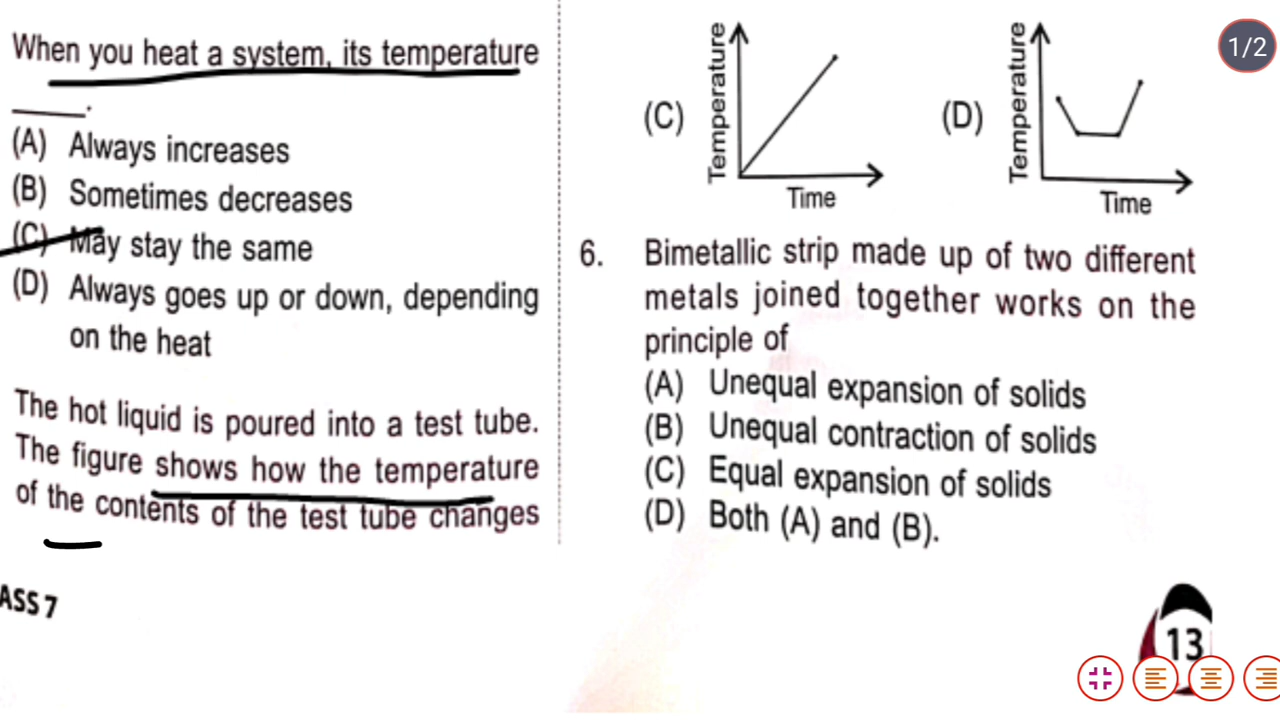 When you heat a system, its temperature
____.
(A) Always increases
(B) Sometimes decreases
(C) May stay the same
(D) Always goes up or down, depending
on the heat
The hot liquid is poured into a test tube.
The figure shows how the temperature
of the contents of the test tube changes
ASS 7
(C) Temperature Time
(D) Temperature Time
1/2
6. Bimetallic strip made up of two different
metals joined together works on the
principle of
(A) Unequal expansion of solids
(B) Unequal contraction of solids
(C) Equal expansion of solids
(D) Both (A) and (B).
13